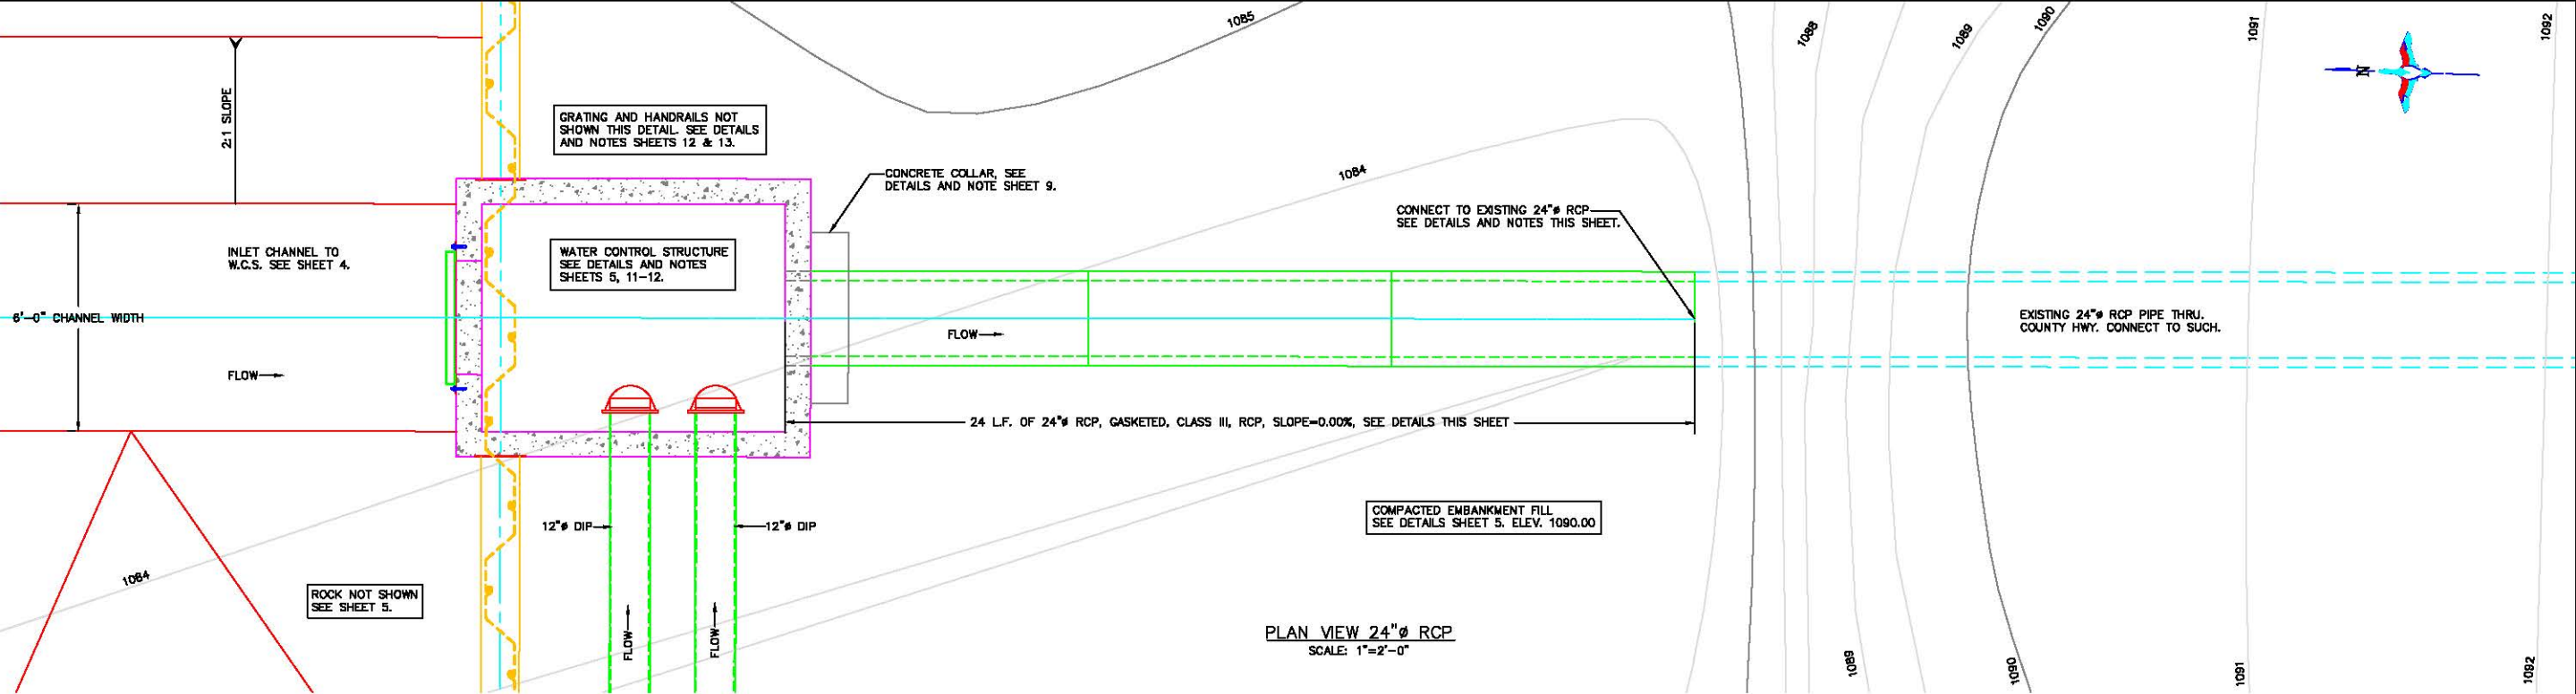 1085
1088
1089
1090
1091
1092
N
2:1 SLOPE
GRATING AND HANDRAILS NOT
SHOWN THIS DETAIL. SEE DETAILS
AND NOTES SHEETS 12 & 13.
CONCRETE COLLAR, SEE
DETAILS AND NOTE SHEET 9.
1084
CONNECT TO EXISTING 24"ø RCP
SEE DETAILS AND NOTES THIS SHEET.
INLET CHANNEL TO
W.C.S. SEE SHEET 4.
WATER CONTROL STRUCTURE
SEE DETAILS AND NOTES
SHEETS 5, 11-12.
6'-0" CHANNEL WIDTH
FLOW
EXISTING 24"ø RCP PIPE THRU.
COUNTY HWY. CONNECT TO SUCH.
FLOW
24 L.F. OF 24"ø RCP, GASKETED, CLASS III, RCP, SLOPE=0.00%, SEE DETAILS THIS SHEET
12"ø DIP
12"ø DIP
COMPACTED EMBANKMENT FILL
SEE DETAILS SHEET 5. ELEV. 1090.00
1084
ROCK NOT SHOWN
SEE SHEET 5.
FLOW
FLOW
PLAN VIEW 24"ø RCP
SCALE: 1"=2'-0"
1089
1090
1091
1092